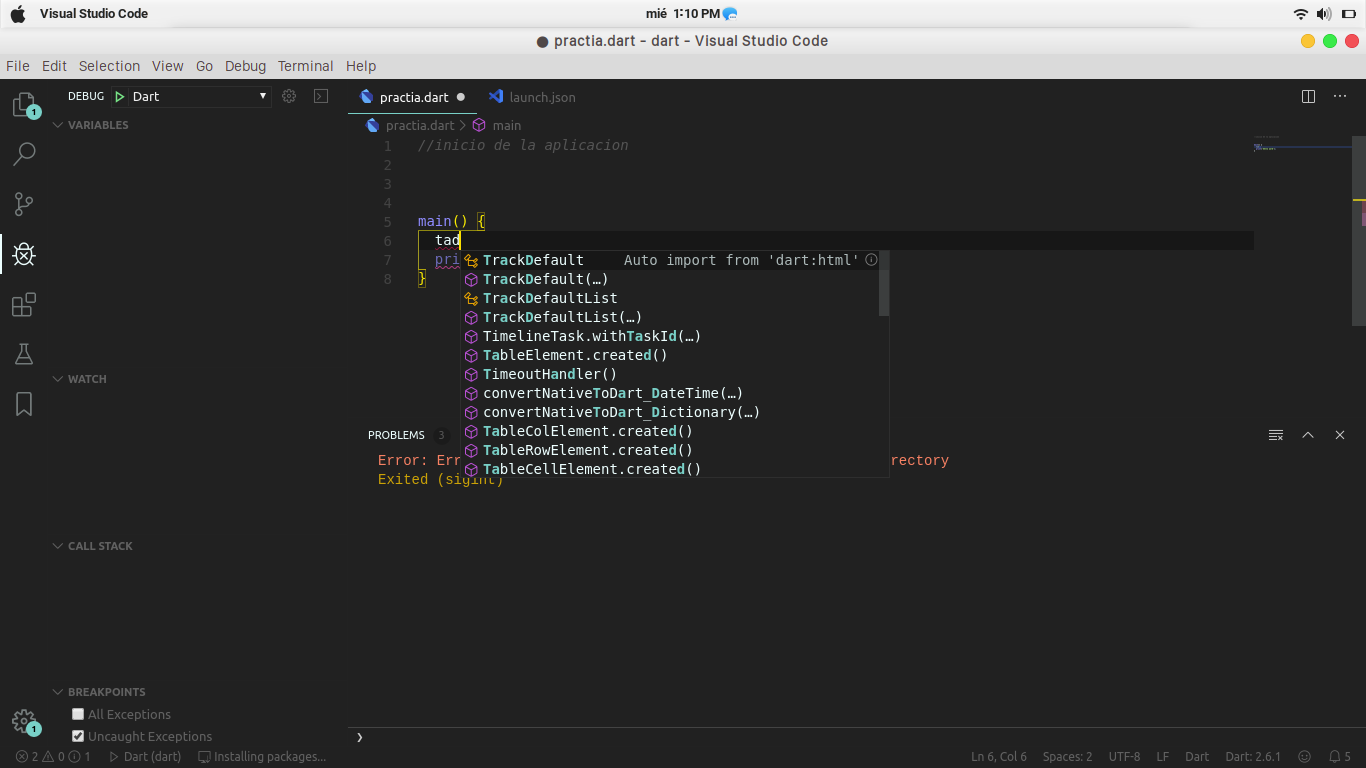 Visual Studio Code
mié 1:10 PM
practia.dart - dart - Visual Studio Code
File Edit Selection View Go Debug Terminal Help
1
DEBUG Dart
practia.dart
launch.json
VARIABLES
practia.dart > main
1 //inicio de la aplicacion
2
3
4
5 main() {
6 tad
7 pri
8 }
TrackDefault Auto import from 'dart:html'
TrackDefault(…)
TrackDefaultList
TrackDefaultList(…)
TimelineTask.withTaskId(…)
TableElement.created()
TimeoutHandler()
convertNativeToDart_DateTime(…)
convertNativeToDart_Dictionary(…)
TableColElement.created()
TableRowElement.created()
TableCellElement.created()
WATCH
PROBLEMS 3
Error: Err
rectory
Exited (sigint)
CALL STACK
BREAKPOINTS
All Exceptions
Uncaught Exceptions
1
2 0 1 Dart (dart) Installing packages...
Ln 6, Col 6 Spaces: 2 UTF-8 LF Dart Dart: 2.6.1 5